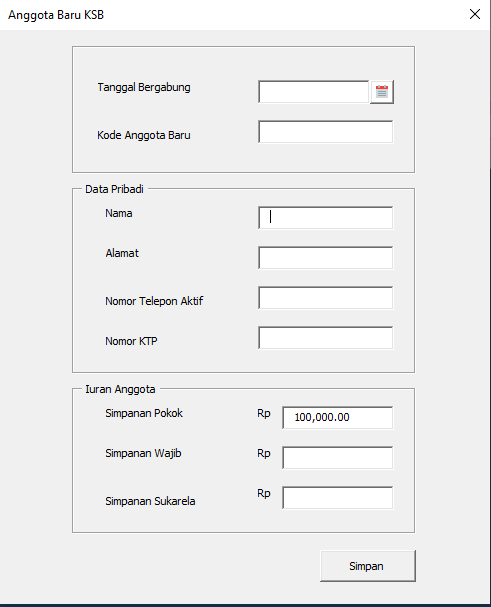 Anggota Baru KSB
Tanggal Bergabung
Kode Anggota Baru
Data Pribadi
Nama
Alamat
Nomor Telepon Aktif
Nomor KTP
Iuran Anggota
Simpanan Pokok Rp 100,000.00
Simpanan Wajib Rp
Simpanan Sukarela Rp
Simpan